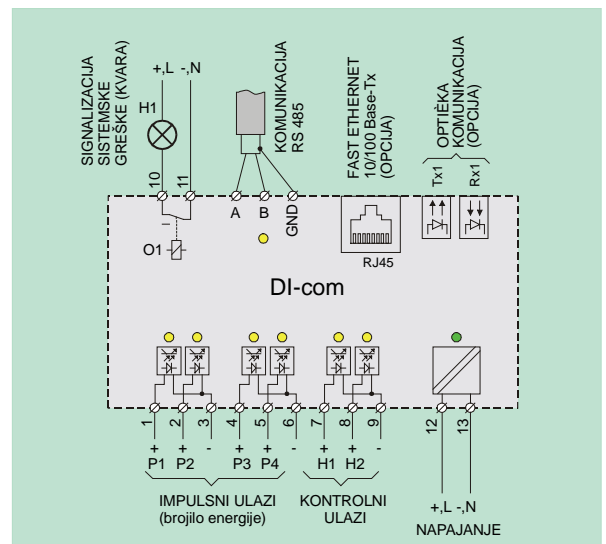 SIGNALIZACIJA
SISTEMSKE
GREŠKE (KVARA)
+,L -,N
H1
10
11
KOMUNIKACIJA
RS 485
A
B
GND
FAST ETHERNET
10/100 Base-Tx
(OPCIJA)
RJ45
OPTIÈKA
KOMUNIKACIJA
(OPCIJA)
Tx1
Rx1
O1
DI-com
1
2
3
4
5
6
7
8
9
12
13
+ + - + + - + + -
P1 P2 P3 P4 H1 H2
IMPULSNI ULAZI
(brojilo energije)
KONTROLNI
ULAZI
+,L -,N
NAPAJANJE